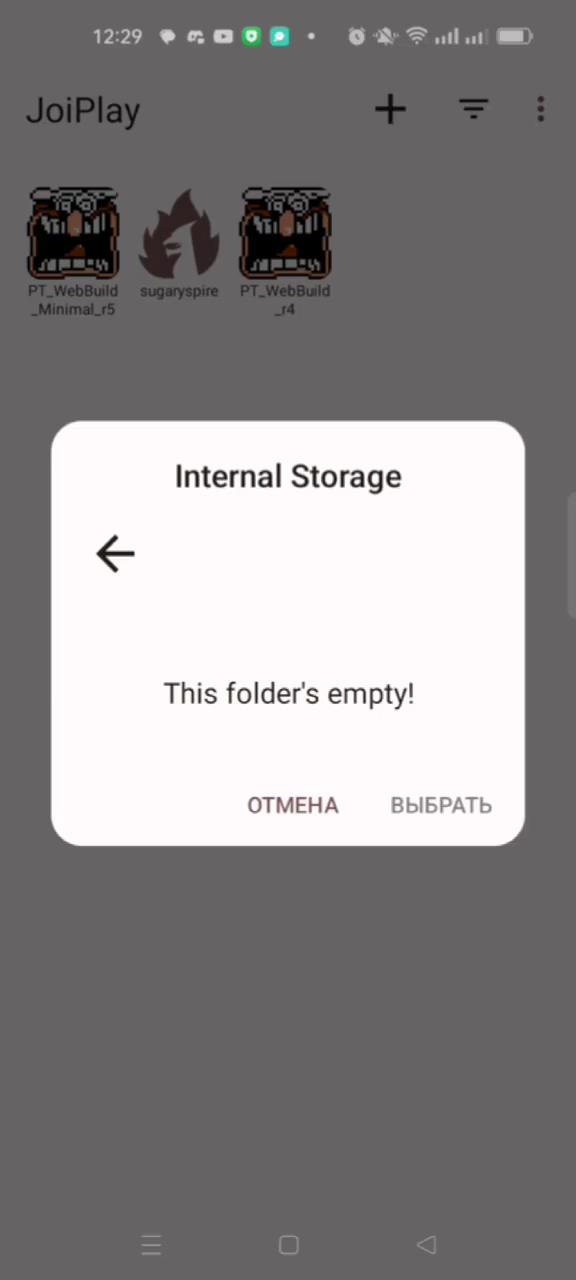 12:29
JoiPlay
PT_WebBuild
_Minimal_r5
sugaryspire
PT_WebBuild
_r4
Internal Storage
This folder's empty!
ОТМЕНА
ВЫБРАТЬ